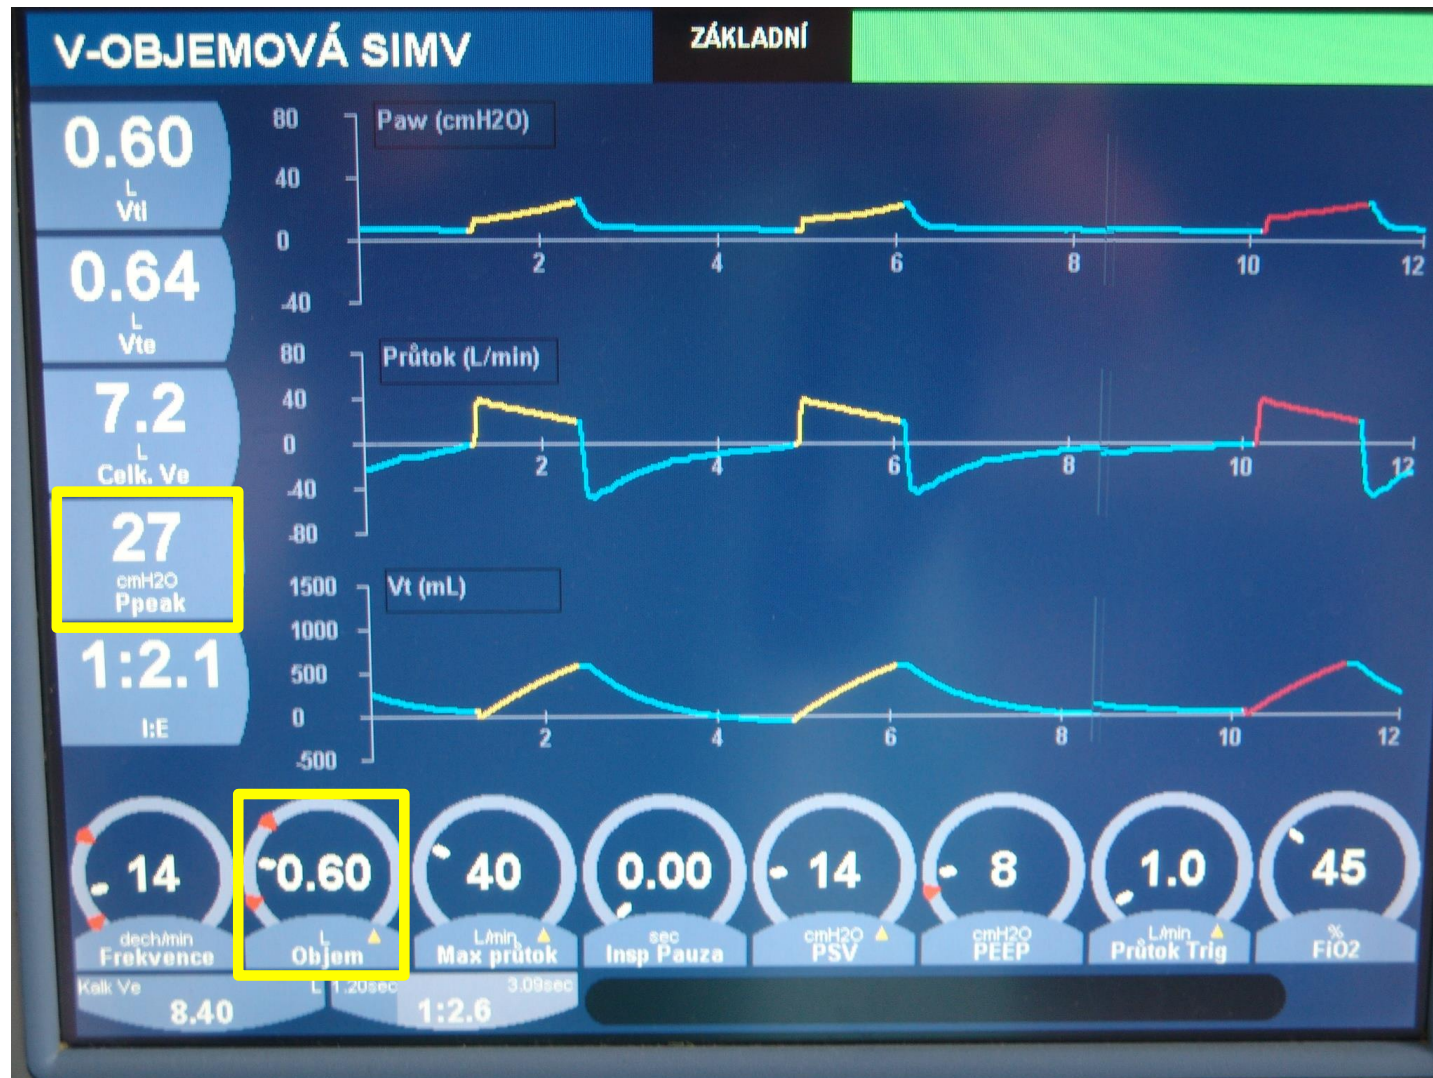 V-OBJEMOVÁ SIMV
ZÁKLADNÍ
0.60
L
Vti
0.64
L
Vte
7.2
L
Celk. Ve
27
cmH2O
Ppeak
1:2.1
I:E
80
40
0
-40
Paw (cmH2O)
2 4 6 8 10 12
80
40
0
-40
-80
Průtok (L/min)
2 4 6 8 10 12
1500
1000
500
0
-500
Vt (mL)
2 4 6 8 10 12
14
dech/min
Frekvence
0.60
L
Objem
40
L/min
Max průtok
0.00
sec
Insp Pauza
14
cmH2O
PSV
8
cmH2O
PEEP
1.0
L/min
Průtok Trig
45
%
FiO2
Kalk Ve L
8.40
1.20sec 3.09sec
1:2.6